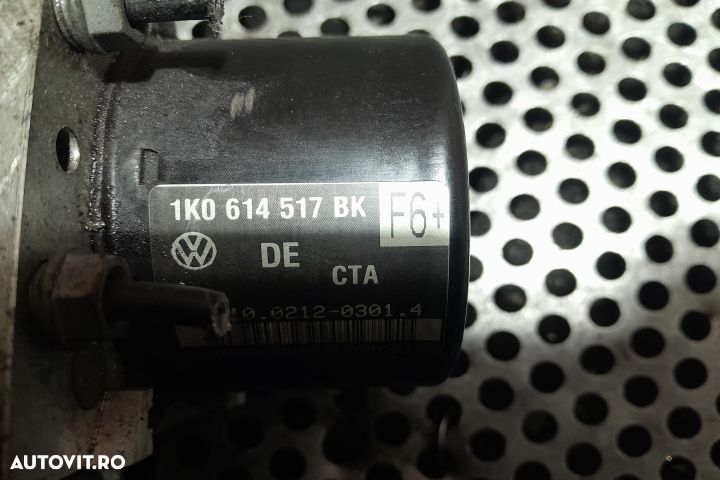 1K0 614 517 BK
F6+
DE
CTA
10.0212-0301.4
AUTOVIT.RO